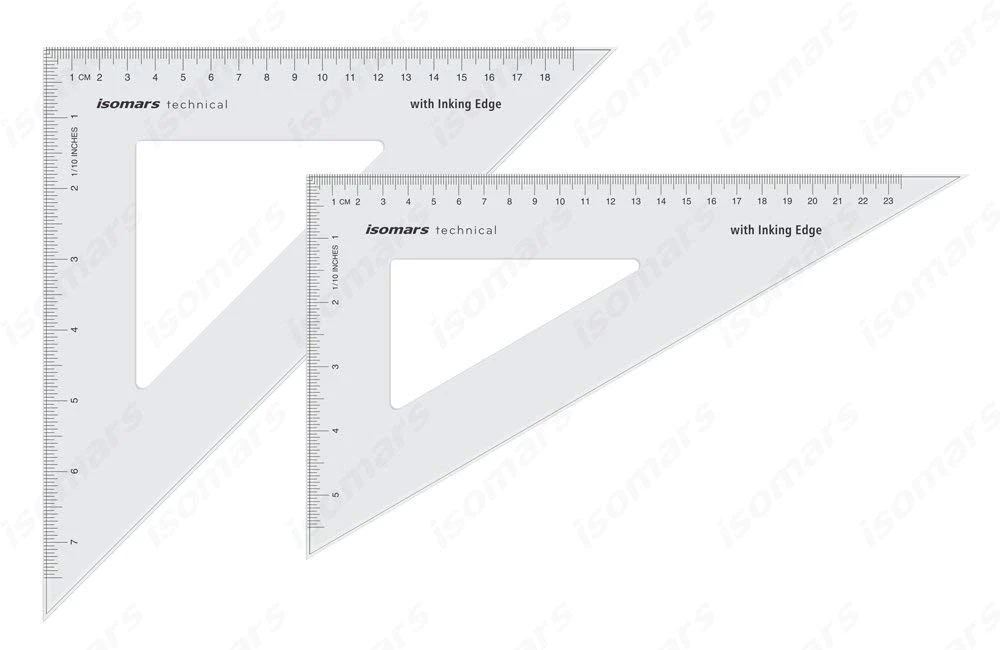 1 CM 2 3 4 5 6 7 8 9 10 11 12 13 14 15 16 17 18
isomars technical
with Inking Edge
1
1/10 INCHES
2
3
4
5
6
7
1 CM 2 3 4 5 6 7 8 9 10 11 12 13 14 15 16 17 18 19 20 21 22 23
isomars technical
with Inking Edge
1
1/10 INCHES
2
3
4
5
isomars